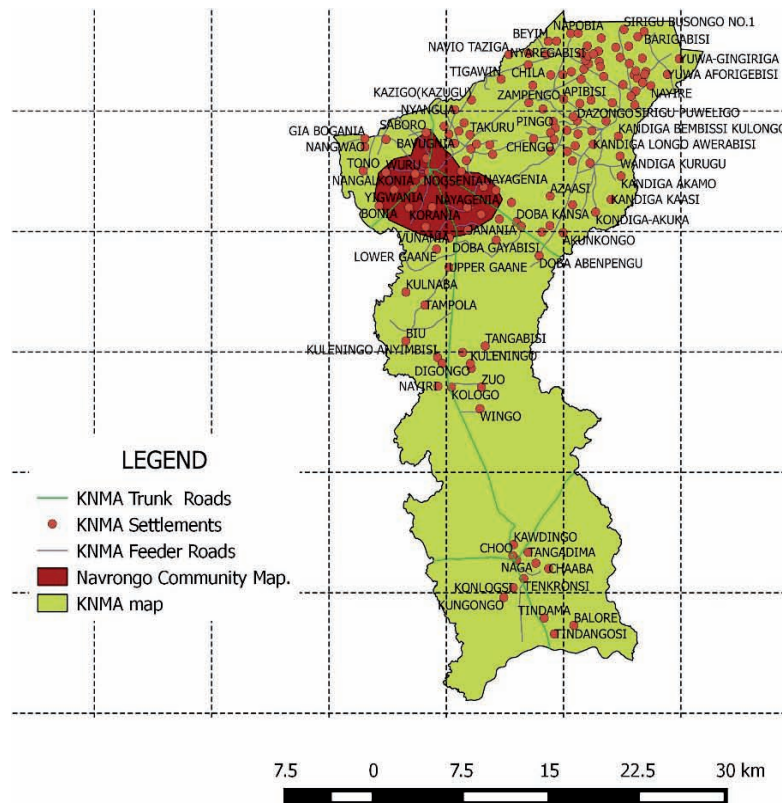 SIRIGU BUSONGO NO.1
NAPOBIA
BEYIM
BARIGABISI
NAVIO TAZIGA
NYAREGABISI
YUWA-GINGIRIGA
TIGAWIN
CHILA
YUWA AFORIGEBISI
KAZIGO(KAZUGU)
ZAMPENGO
APIBISI
NAYIRE
NYANGUA
DAZONGO
SIRIGU PUWELIGO
SABORO
TAKURU
PINGO
KANDIGA BEMBISSI KULONGO
GIA BOGANIA
BAVUGNIA
CHENGO
KANDIGA LONGO AWERABISI
NANGWAO
TONO
WURU
WANDIGA KURUGU
NANGAL
KONIA
NOGSENIA
NAYAGENIA
KANDIGA AKAMO
YIGWANIA
NAYAGENIA
AZAASI
KANDIGA KAASI
BONIA
KORANIA
DOBA KANSA
KONDIGA-AKUKA
VUNANIA
JANANIA
AKUNKONGO
DOBA GAYABISI
LOWER GAANE
UPPER GAANE
DOBA ABENPENGU
KULNABA
TAMPOLA
BIU
TANGABISI
KULENINGO ANYIMBISI
KULENINGO
DIGONGO
ZUO
NAYIRI
KOLOGO
WINGO
LEGEND
KNMA Trunk Roads
KNMA Settlements
KNMA Feeder Roads
Navrongo Community Map.
KNMA map
KAWDINGO
CHOO
TANGADIMA
NAGA
CHAABA
TENKRONSI
KONLOGSI
KUNGONGO
TINDAMA
BALORE
TINDANGOSI
7.5 0 7.5 15 22.5 30 km